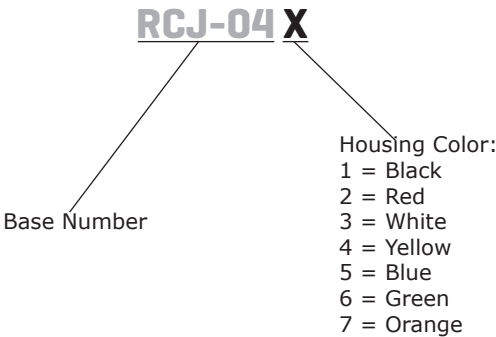 RCJ-04 X
Housing Color:
1 = Black
2 = Red
3 = White
4 = Yellow
5 = Blue
6 = Green
7 = Orange
Base Number